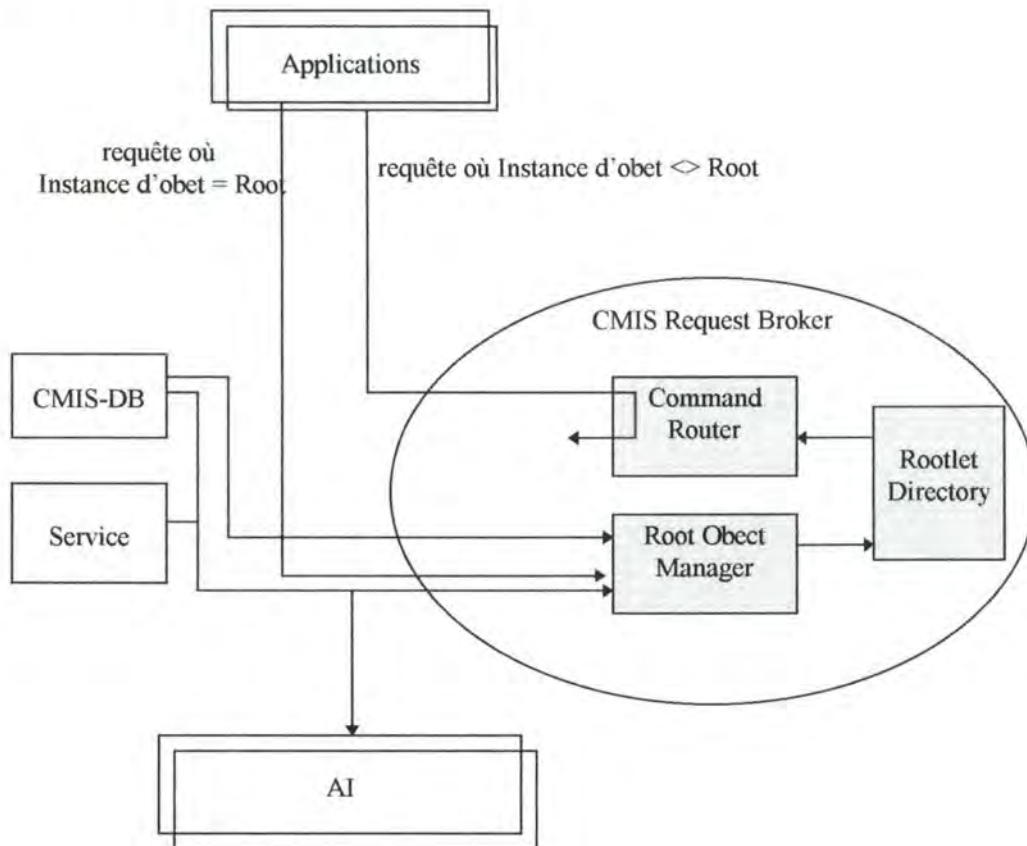 Applications
requête où
Instance d'obet = Root
requête où Instance d'obet <> Root
CMIS Request Broker
CMIS-DB
Command
Router
Rootlet
Directory
Service
Root Obect
Manager
AI